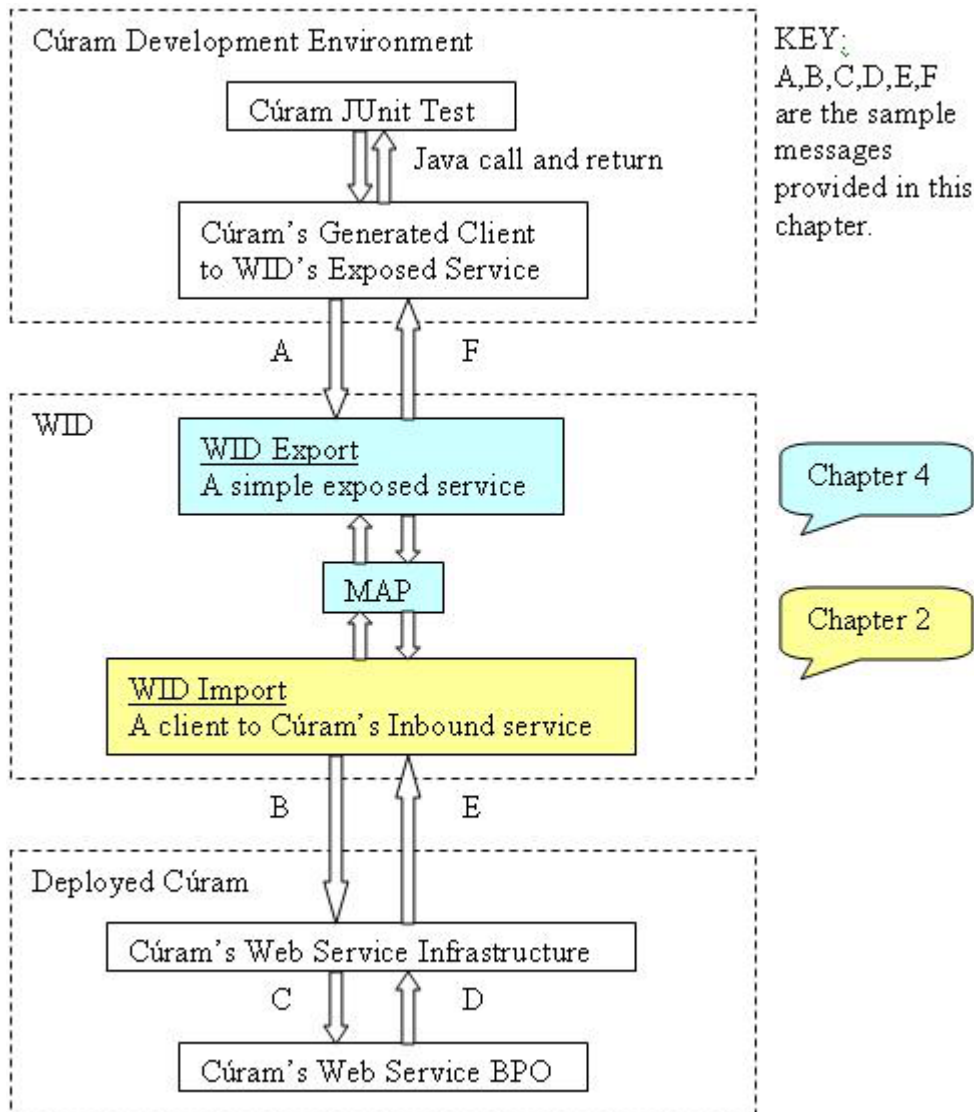 Cúram Development Environment
Cúram JUnit Test
Java call and return
Cúram's Generated Client
to WID's Exposed Service
KEY:
A,B,C,D,E,F
are the sample
messages
provided in this
chapter.
A
F
WID
WID Export
A simple exposed service
MAP
WID Import
A client to Cúram's Inbound service
Chapter 4
Chapter 2
B
E
Deployed Cúram
Cúram's Web Service Infrastructure
C
D
Cúram's Web Service BPO